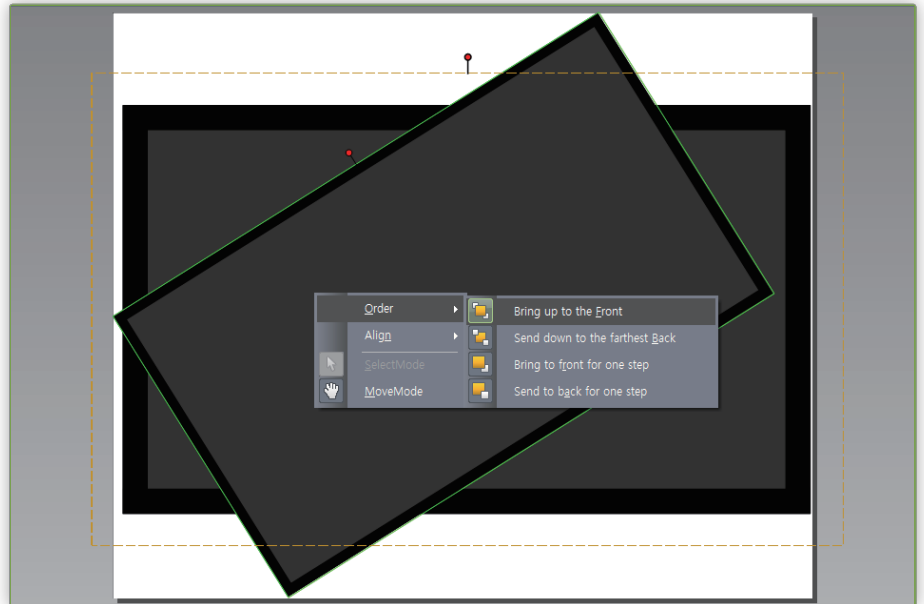 Order
Align
SelectMode
MoveMode
Bring up to the Front
Send down to the farthest Back
Bring to front for one step
Send to back for one step